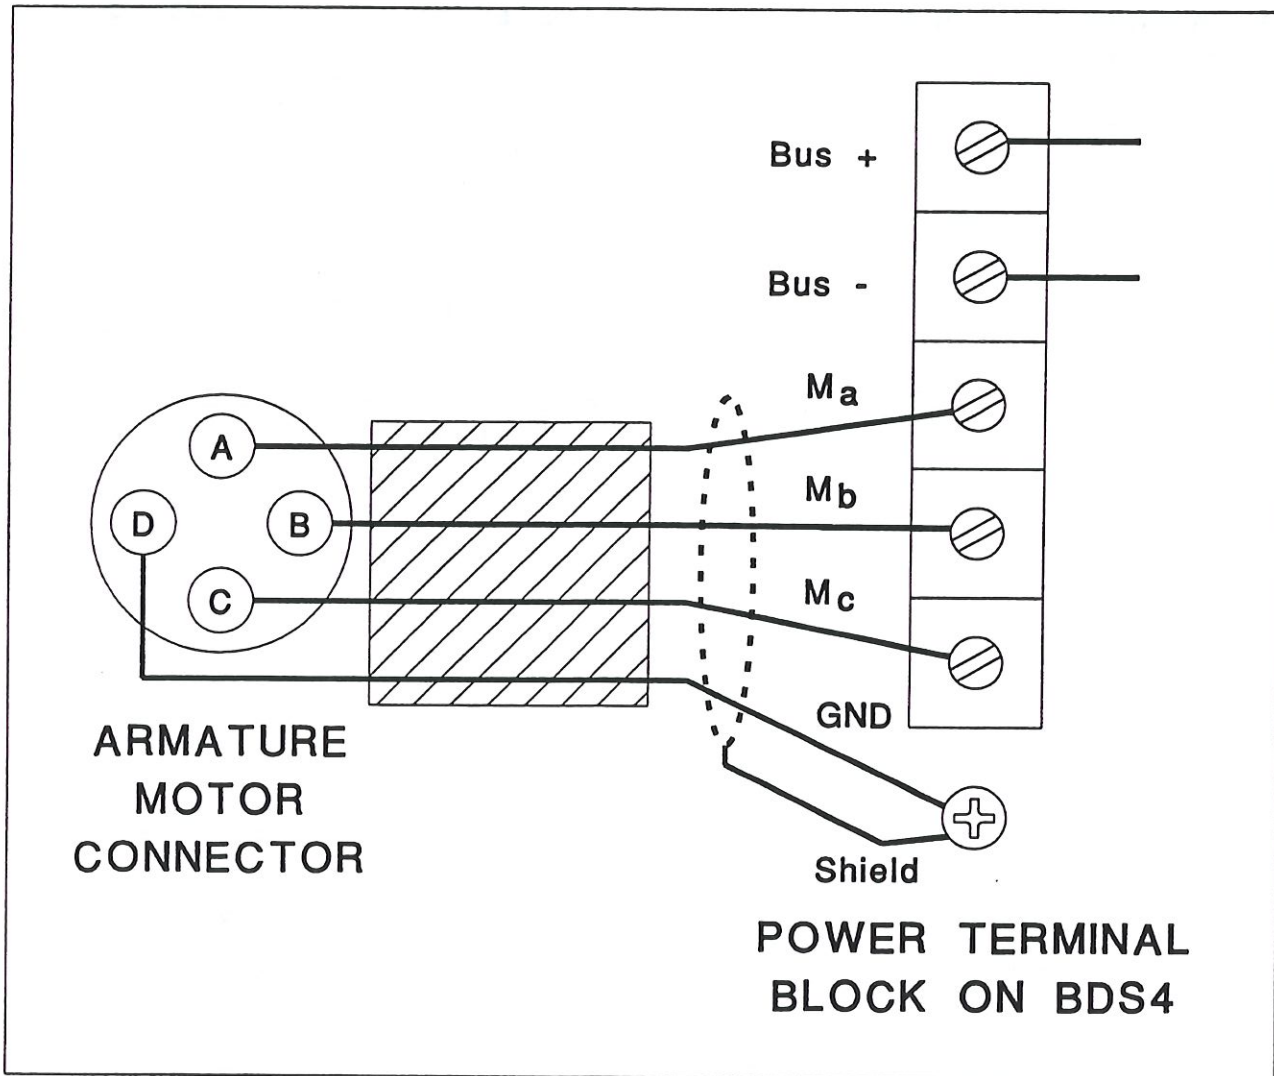 Bus +
Bus -
Ma
A
Mb
D
B
Mc
C
GND
ARMATURE
MOTOR
CONNECTOR
Shield
POWER TERMINAL
BLOCK ON BDS4